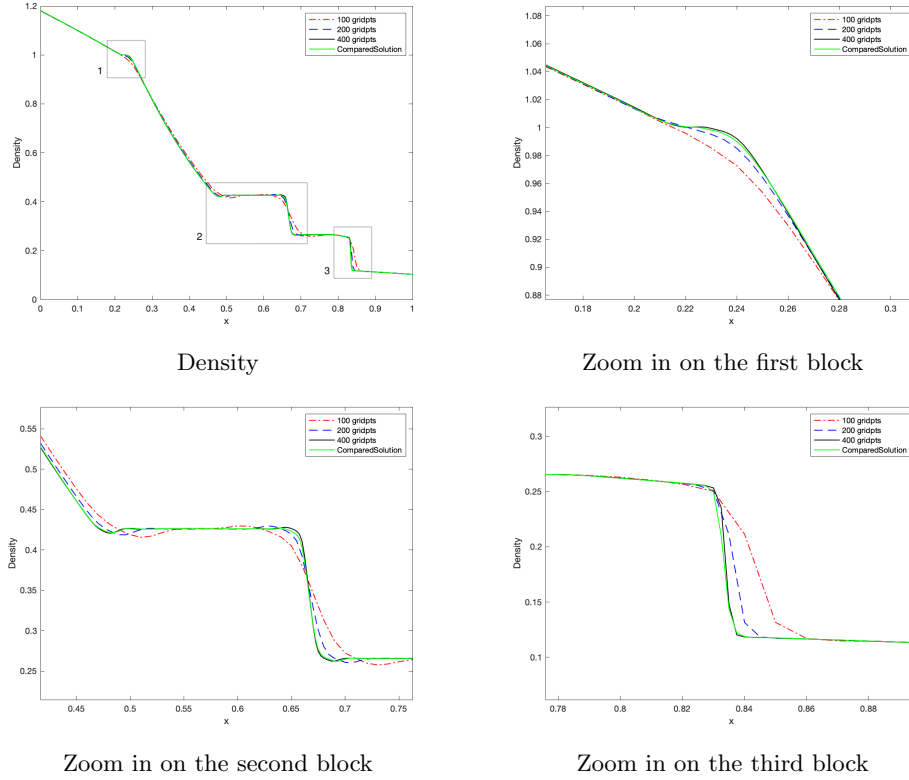 1.2
1
0.8
0.6
0.4
0.2
0
Density
1
2
3
100 gridpts
200 gridpts
400 gridpts
ComparedSolution
0 0.1 0.2 0.3 0.4 0.5 0.6 0.7 0.8 0.9 1
x
Density
1.08
1.06
1.04
1.02
1
0.98
0.96
0.94
0.92
0.9
0.88
Density
100 gridpts
200 gridpts
400 gridpts
ComparedSolution
0.18 0.2 0.22 0.24 0.26 0.28 0.3
x
Zoom in on the first block
0.55
0.5
0.45
0.4
0.35
0.3
0.25
Density
100 gridpts
200 gridpts
400 gridpts
ComparedSolution
0.45 0.5 0.55 0.6 0.65 0.7 0.75
x
Zoom in on the second block
0.3
0.25
0.2
0.15
0.1
Density
100 gridpts
200 gridpts
400 gridpts
ComparedSolution
0.78 0.8 0.82 0.84 0.86 0.88
x
Zoom in on the third block